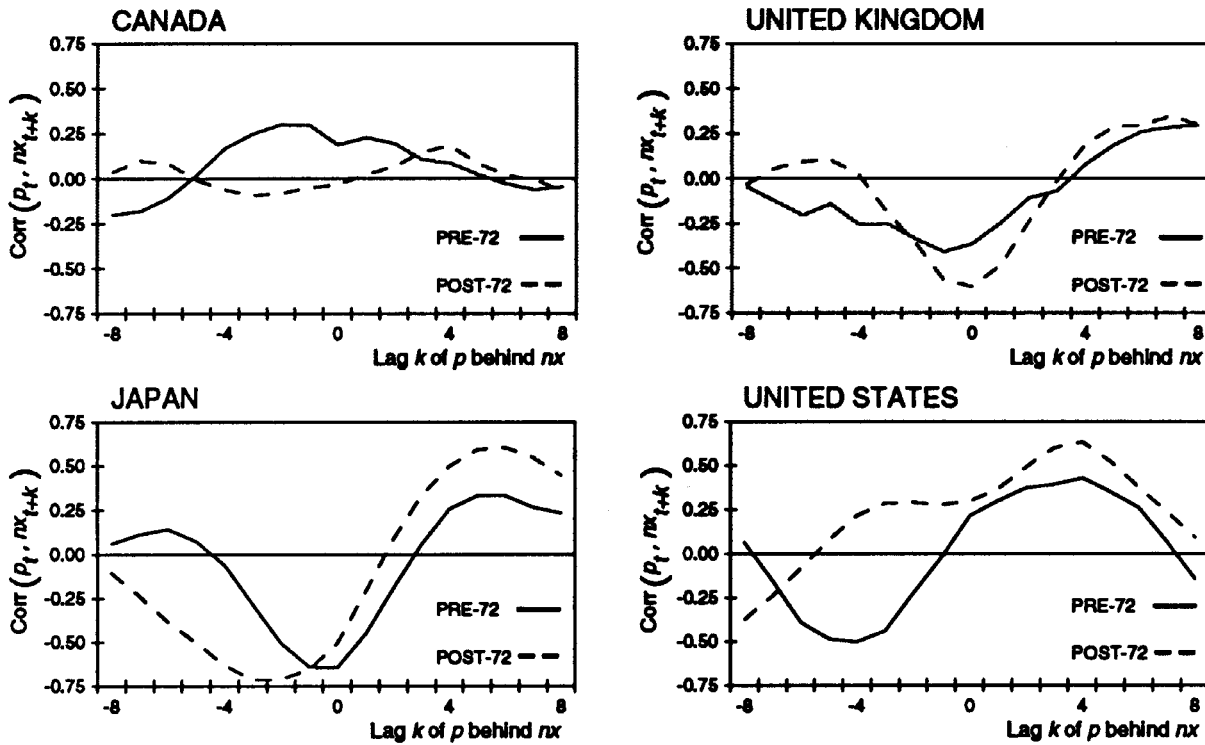 CANADA
0.75
0.50
0.25
0.00
-0.25
-0.50
-0.75
Corr (p_t , nx_{t+k})
PRE-72
POST-72
-8 -4 0 4 8
Lag k of p behind nx
UNITED KINGDOM
0.75
0.50
0.25
0.00
-0.25
-0.50
-0.75
Corr (p_t , nx_{t+k})
PRE-72
POST-72
-8 -4 0 4 8
Lag k of p behind nx
JAPAN
0.75
0.50
0.25
0.00
-0.25
-0.50
-0.75
Corr (p_t , nx_{t+k})
PRE-72
POST-72
-8 -4 0 4 8
Lag k of p behind nx
UNITED STATES
0.75
0.50
0.25
0.00
-0.25
-0.50
-0.75
Corr (p_t , nx_{t+k})
PRE-72
POST-72
-8 -4 0 4 8
Lag k of p behind nx